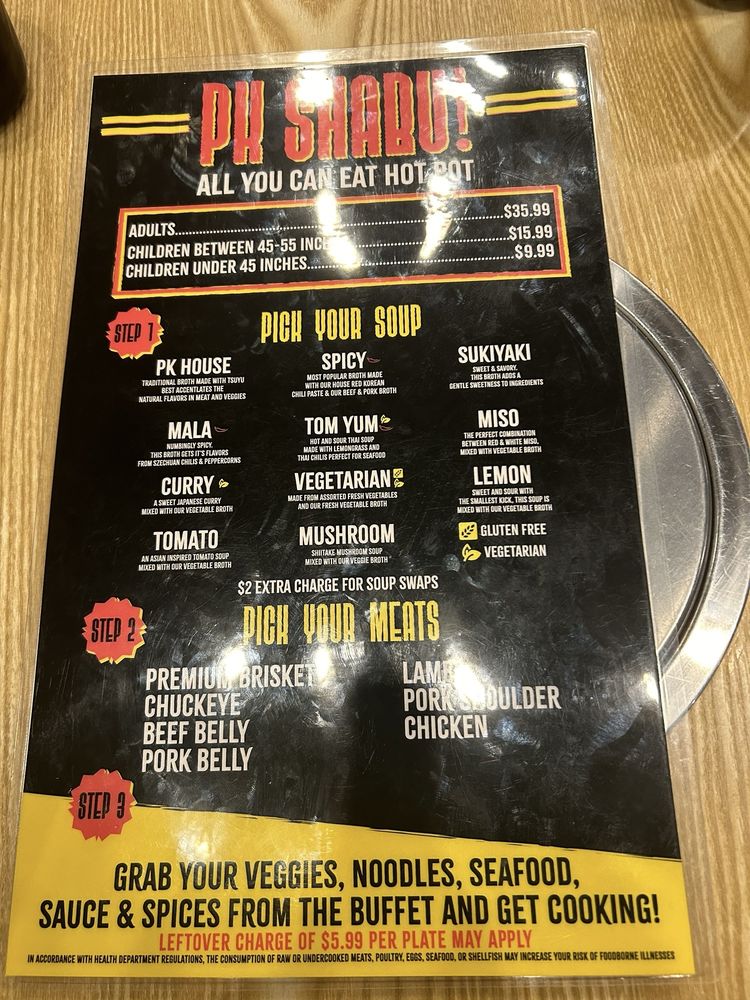 PK SHABU!
ALL YOU CAN EAT HOT POT
ADULTS..........$35.99
CHILDREN BETWEEN 45-55 INCHES..........$15.99
CHILDREN UNDER 45 INCHES..........$9.99
STEP 1
PICK YOUR SOUP
PK HOUSE
TRADITIONAL BROTH MADE WITH TSUYU
BEST ACCENTUATES THE
NATURAL FLAVORS IN MEAT AND VEGGIES
SPICY
MOST POPULAR BROTH MADE
WITH OUR HOUSE RED KOREAN
CHILI PASTE & OUR BEEF & PORK BROTH
SUKIYAKI
SWEET & SAVORY.
THIS BROTH ADDS A
GENTLE SWEETNESS TO INGREDIENTS
MALA
NUMBINGLY SPICY.
THIS BROTH GETS IT'S FLAVORS
FROM SZECHUAN CHILIS & PEPPERCORNS
TOM YUM
HOT AND SOUR THAI SOUP
MADE WITH LEMONGRASS AND
THAI CHILIS PERFECT FOR SEAFOOD
MISO
THE PERFECT COMBINATION
BETWEEN RED & WHITE MISO,
MIXED WITH VEGETABLE BROTH
CURRY
A SWEET JAPANESE CURRY
MIXED WITH OUR VEGETABLE BROTH
VEGETARIAN
MADE FROM ASSORTED FRESH VEGETABLES
AND OUR FRESH VEGETABLE BROTH
LEMON
SWEET AND SOUR WITH
THE SMALLEST KICK, THIS SOUP IS
MIXED WITH VEGETABLE BROTH
TOMATO
AN ASIAN INSPIRED TOMATO SOUP
MIXED WITH OUR VEGETABLE BROTH
MUSHROOM
SHIITAKE MUSHROOM SOUP
MIXED WITH OUR VEGGIE BROTH
GLUTEN FREE
VEGETARIAN
$2 EXTRA CHARGE FOR SOUP SWAPS
STEP 2
PICK YOUR MEATS
PREMIUM BRISKET
CHUCKEYE
BEEF BELLY
PORK BELLY
LAMB
PORK SHOULDER
CHICKEN
STEP 3
GRAB YOUR VEGGIES, NOODLES, SEAFOOD,
SAUCE & SPICES FROM THE BUFFET AND GET COOKING!
LEFTOVER CHARGE OF $5.99 PER PLATE MAY APPLY
IN ACCORDANCE WITH HEALTH DEPARTMENT REGULATIONS, THE CONSUMPTION OF RAW OR UNDERCOOKED MEATS, POULTRY, EGGS, SEAFOOD, OR SHELLFISH MAY INCREASE YOUR RISK OF FOODBORNE ILLNESSES